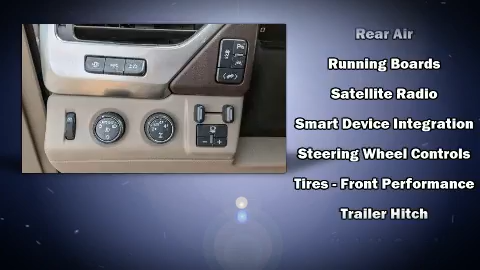 Rear Air
Running Boards
Satellite Radio
Smart Device Integration
Steering Wheel Controls
Tires - Front Performance
Trailer Hitch